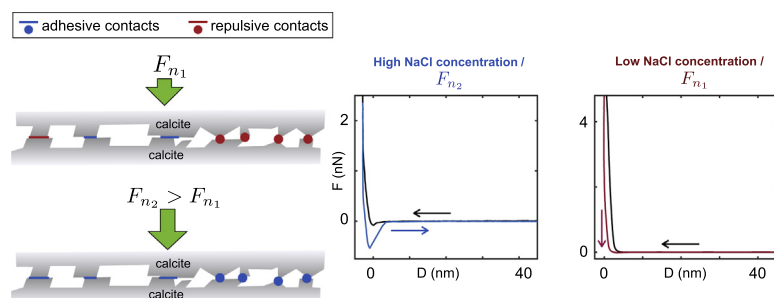 adhesive contacts
repulsive contacts
F_{n_1}
calcite
calcite
F_{n_2} > F_{n_1}
calcite
calcite
High NaCl concentration /
F_{n_2}
2
0
F (nN)
0
D (nm)
40
Low NaCl concentration /
F_{n_1}
4
0
0
D (nm)
40